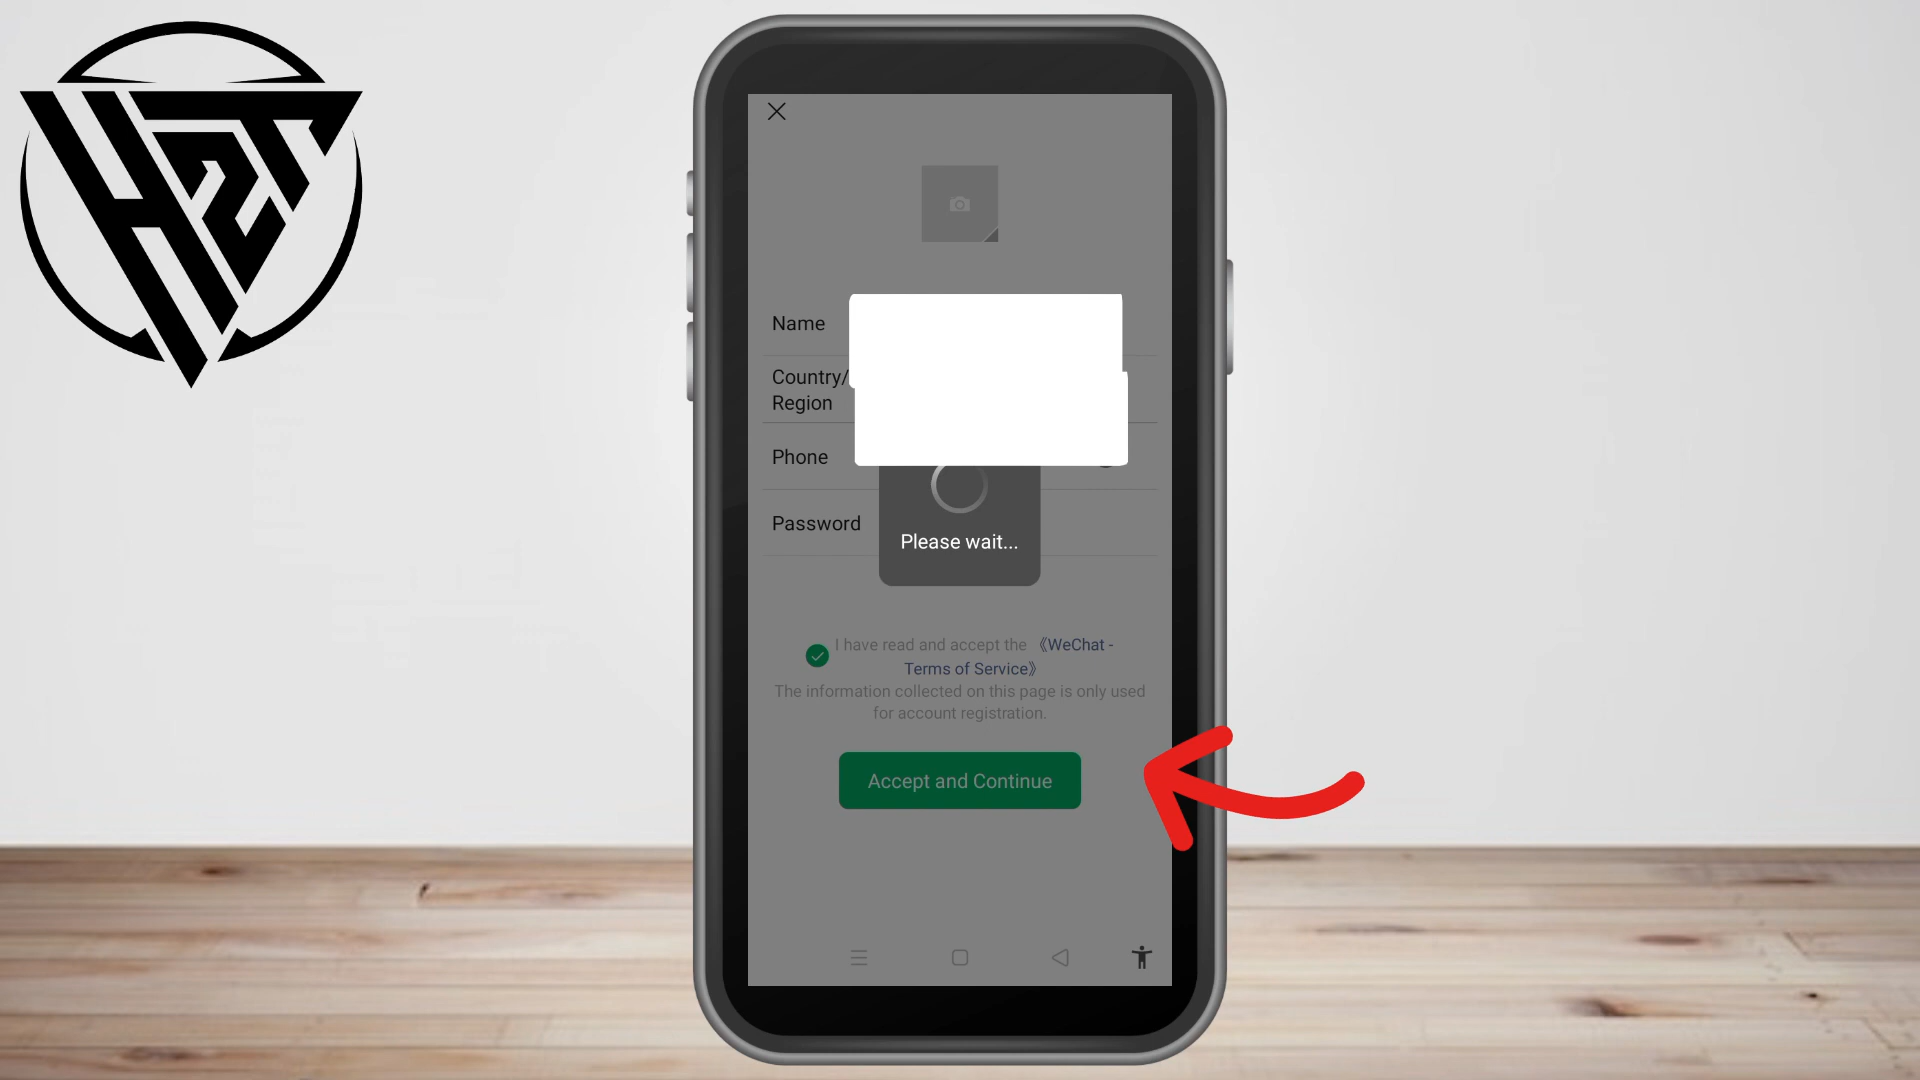 H2T
Name
Country/
Region
Phone
Please wait...
Password
I have read and accept the 《WeChat -
Terms of Service》
The information collected on this page is only used
for account registration.
Accept and Continue